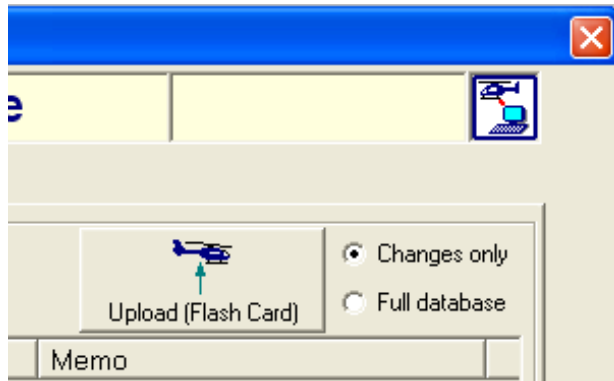 e
Changes only
Upload (Flash Card)
Full database
Memo